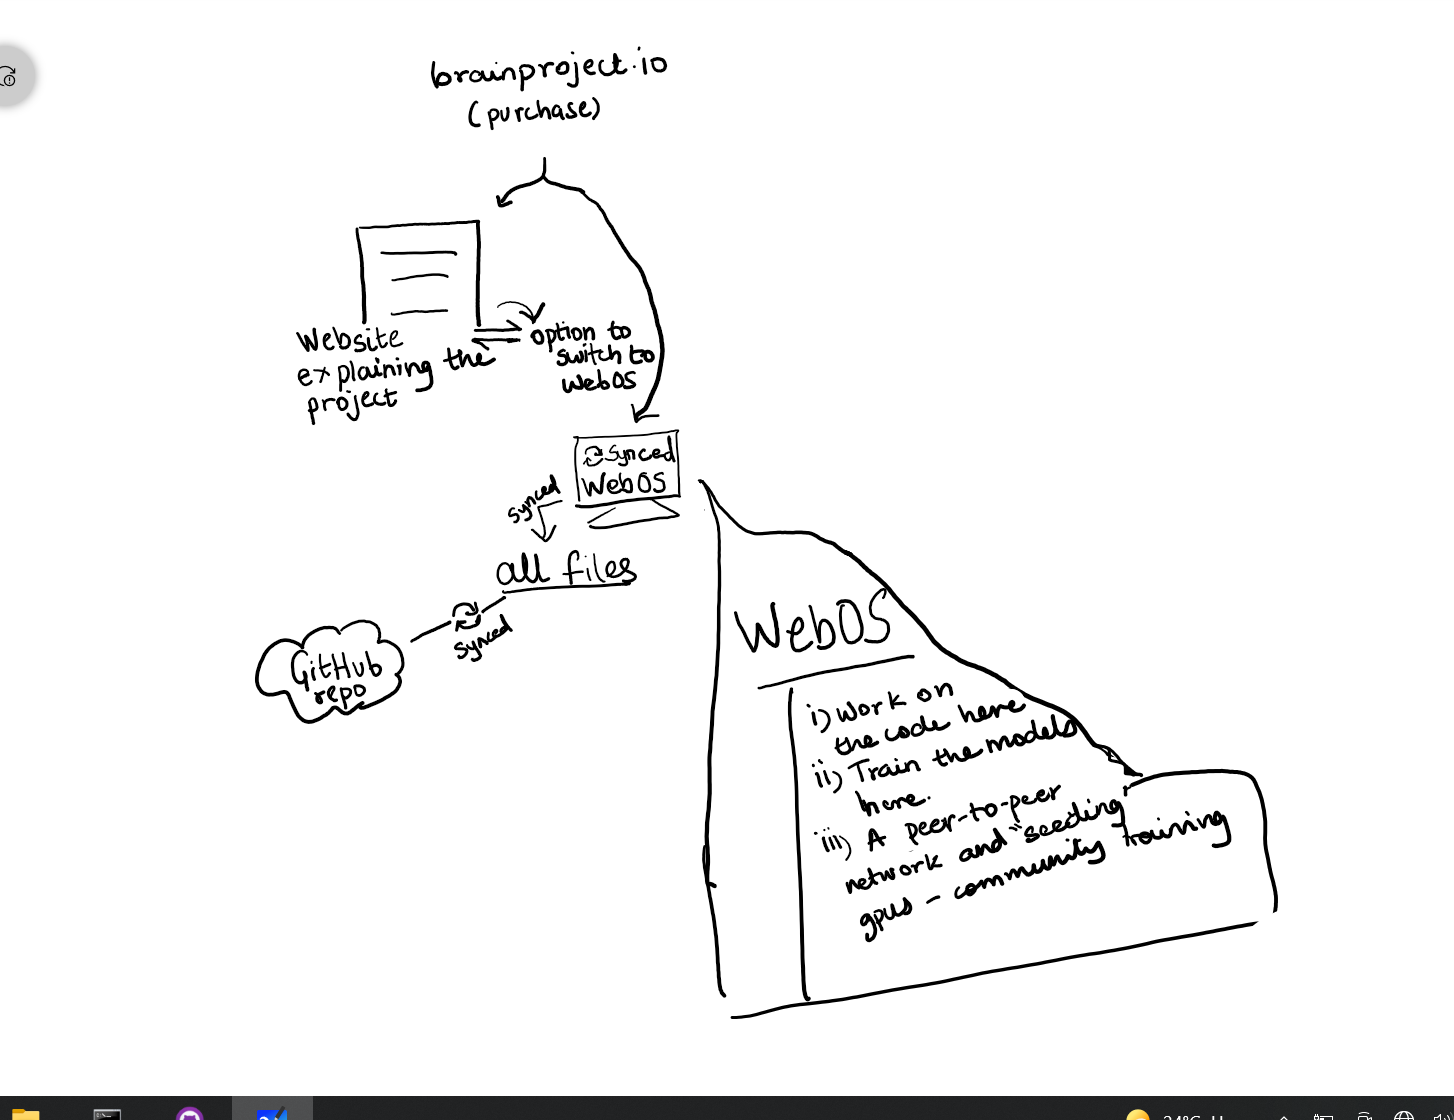 brainproject.io
(purchase)
Website
explaining the
project
option to
switch to
WebOS
Synced
WebOS
Synced
all files
Synced
GitHub
repo
WebOS
i) Work on
the code here
ii) Train the models
here.
iii) A peer-to-peer
network and "seeding"
gpus - community training